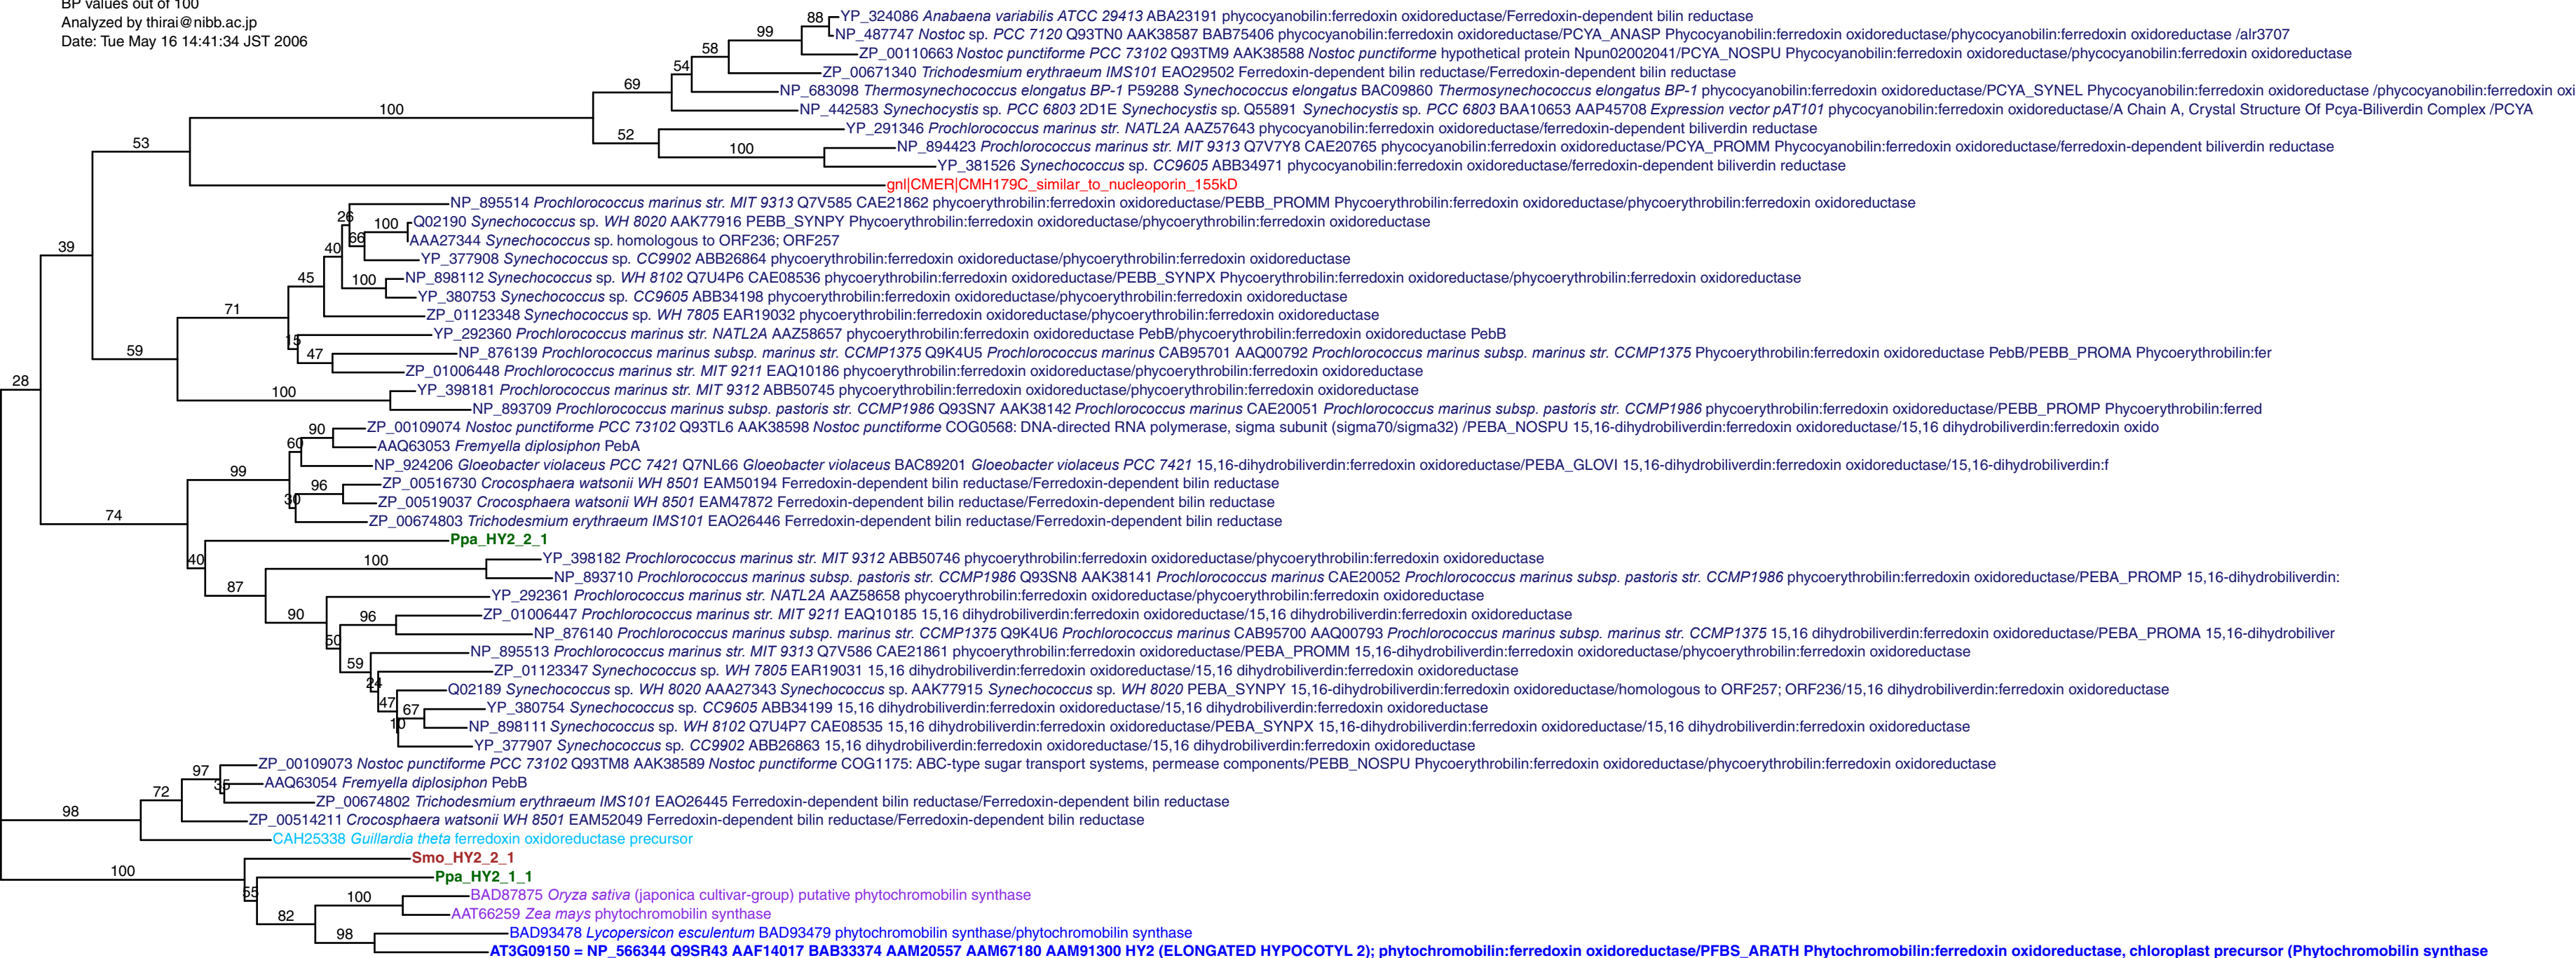 BP values out of 100
Analyzed by thirai@nibb.ac.jp
Date: Tue May 16 14:41:34 JST 2006
88 YP_324086 Anabaena variabilis ATCC 29413 ABA23191 phycocyanobilin:ferredoxin oxidoreductase/Ferredoxin-dependent bilin reductase
99 NP_487747 Nostoc sp. PCC 7120 Q93TN0 AAK38587 BAB75406 phycocyanobilin:ferredoxin oxidoreductase/PCYA_ANASP Phycocyanobilin:ferredoxin oxidoreductase/phycocyanobilin:ferredoxin oxidoreductase /alr3707
58 ZP_00110663 Nostoc punctiforme PCC 73102 Q93TM9 AAK38588 Nostoc punctiforme hypothetical protein Npun02002041/PCYA_NOSPU Phycocyanobilin:ferredoxin oxidoreductase/phycocyanobilin:ferredoxin oxidoreductase
54 ZP_00671340 Trichodesmium erythraeum IMS101 EAO29502 Ferredoxin-dependent bilin reductase/Ferredoxin-dependent bilin reductase
69 NP_683098 Thermosynechococcus elongatus BP-1 P59288 Synechococcus elongatus BAC09860 Thermosynechococcus elongatus BP-1 phycocyanobilin:ferredoxin oxidoreductase/PCYA_SYNEL Phycocyanobilin:ferredoxin oxidoreductase /phycocyanobilin:ferredoxin oxi
100 NP_442583 Synechocystis sp. PCC 6803 2D1E Synechocystis sp. Q55891 Synechocystis sp. PCC 6803 BAA10653 AAP45708 Expression vector pAT101 phycocyanobilin:ferredoxin oxidoreductase/A Chain A, Crystal Structure Of Pcya-Biliverdin Complex /PCYA
52 YP_291346 Prochlorococcus marinus str. NATL2A AAZ57643 phycocyanobilin:ferredoxin oxidoreductase/ferredoxin-dependent biliverdin reductase
53 100 NP_894423 Prochlorococcus marinus str. MIT 9313 Q7V7Y8 CAE20765 phycocyanobilin:ferredoxin oxidoreductase/PCYA_PROMM Phycocyanobilin:ferredoxin oxidoreductase/ferredoxin-dependent biliverdin reductase
YP_381526 Synechococcus sp. CC9605 ABB34971 phycocyanobilin:ferredoxin oxidoreductase/ferredoxin-dependent biliverdin reductase
gnl|CMER|CMH179C_similar_to_nucleoporin_155kD
NP_895514 Prochlorococcus marinus str. MIT 9313 Q7V585 CAE21862 phycoerythrobilin:ferredoxin oxidoreductase/PEBB_PROMM Phycoerythrobilin:ferredoxin oxidoreductase/phycoerythrobilin:ferredoxin oxidoreductase
26 100 Q02190 Synechococcus sp. WH 8020 AAK77916 PEBB_SYNPY Phycoerythrobilin:ferredoxin oxidoreductase/phycoerythrobilin:ferredoxin oxidoreductase
39 40 66 AAA27344 Synechococcus sp. homologous to ORF236; ORF257
YP_377908 Synechococcus sp. CC9902 ABB26864 phycoerythrobilin:ferredoxin oxidoreductase/phycoerythrobilin:ferredoxin oxidoreductase
45 100 NP_898112 Synechococcus sp. WH 8102 Q7U4P6 CAE08536 phycoerythrobilin:ferredoxin oxidoreductase/PEBB_SYNPX Phycoerythrobilin:ferredoxin oxidoreductase/phycoerythrobilin:ferredoxin oxidoreductase
YP_380753 Synechococcus sp. CC9605 ABB34198 phycoerythrobilin:ferredoxin oxidoreductase/phycoerythrobilin:ferredoxin oxidoreductase
71 ZP_01123348 Synechococcus sp. WH 7805 EAR19032 phycoerythrobilin:ferredoxin oxidoreductase/phycoerythrobilin:ferredoxin oxidoreductase
15 YP_292360 Prochlorococcus marinus str. NATL2A AAZ58657 phycoerythrobilin:ferredoxin oxidoreductase PebB/phycoerythrobilin:ferredoxin oxidoreductase PebB
59 47 NP_876139 Prochlorococcus marinus subsp. marinus str. CCMP1375 Q9K4U5 Prochlorococcus marinus CAB95701 AAQ00792 Prochlorococcus marinus subsp. marinus str. CCMP1375 Phycoerythrobilin:ferredoxin oxidoreductase PebB/PEBB_PROMA Phycoerythrobilin:fer
ZP_01006448 Prochlorococcus marinus str. MIT 9211 EAQ10186 phycoerythrobilin:ferredoxin oxidoreductase/phycoerythrobilin:ferredoxin oxidoreductase
28 100 YP_398181 Prochlorococcus marinus str. MIT 9312 ABB50745 phycoerythrobilin:ferredoxin oxidoreductase/phycoerythrobilin:ferredoxin oxidoreductase
NP_893709 Prochlorococcus marinus subsp. pastoris str. CCMP1986 Q93SN7 AAK38142 Prochlorococcus marinus CAE20051 Prochlorococcus marinus subsp. pastoris str. CCMP1986 phycoerythrobilin:ferredoxin oxidoreductase/PEBB_PROMP Phycoerythrobilin:ferred
90 ZP_00109074 Nostoc punctiforme PCC 73102 Q93TL6 AAK38598 Nostoc punctiforme COG0568: DNA-directed RNA polymerase, sigma subunit (sigma70/sigma32) /PEBA_NOSPU 15,16-dihydrobiliverdin:ferredoxin oxidoreductase/15,16 dihydrobiliverdin:ferredoxin oxido
60 AAQ63053 Fremyella diplosiphon PebA
99 NP_924206 Gloeobacter violaceus PCC 7421 Q7NL66 Gloeobacter violaceus BAC89201 Gloeobacter violaceus PCC 7421 15,16-dihydrobiliverdin:ferredoxin oxidoreductase/PEBA_GLOVI 15,16-dihydrobiliverdin:ferredoxin oxidoreductase/15,16-dihydrobiliverdin:f
96 ZP_00516730 Crocosphaera watsonii WH 8501 EAM50194 Ferredoxin-dependent bilin reductase/Ferredoxin-dependent bilin reductase
30 ZP_00519037 Crocosphaera watsonii WH 8501 EAM47872 Ferredoxin-dependent bilin reductase/Ferredoxin-dependent bilin reductase
74 ZP_00674803 Trichodesmium erythraeum IMS101 EAO26446 Ferredoxin-dependent bilin reductase/Ferredoxin-dependent bilin reductase
Ppa_HY2_2_1
40 100 YP_398182 Prochlorococcus marinus str. MIT 9312 ABB50746 phycoerythrobilin:ferredoxin oxidoreductase/phycoerythrobilin:ferredoxin oxidoreductase
NP_893710 Prochlorococcus marinus subsp. pastoris str. CCMP1986 Q93SN8 AAK38141 Prochlorococcus marinus CAE20052 Prochlorococcus marinus subsp. pastoris str. CCMP1986 phycoerythrobilin:ferredoxin oxidoreductase/PEBA_PROMP 15,16-dihydrobiliverdin:
87 YP_292361 Prochlorococcus marinus str. NATL2A AAZ58658 phycoerythrobilin:ferredoxin oxidoreductase/phycoerythrobilin:ferredoxin oxidoreductase
90 96 ZP_01006447 Prochlorococcus marinus str. MIT 9211 EAQ10185 15,16 dihydrobiliverdin:ferredoxin oxidoreductase/15,16 dihydrobiliverdin:ferredoxin oxidoreductase
50 NP_876140 Prochlorococcus marinus subsp. marinus str. CCMP1375 Q9K4U6 Prochlorococcus marinus CAB95700 AAQ00793 Prochlorococcus marinus subsp. marinus str. CCMP1375 15,16 dihydrobiliverdin:ferredoxin oxidoreductase/PEBA_PROMA 15,16-dihydrobiliver
NP_895513 Prochlorococcus marinus str. MIT 9313 Q7V586 CAE21861 phycoerythrobilin:ferredoxin oxidoreductase/PEBA_PROMM 15,16-dihydrobiliverdin:ferredoxin oxidoreductase/phycoerythrobilin:ferredoxin oxidoreductase
59 ZP_01123347 Synechococcus sp. WH 7805 EAR19031 15,16 dihydrobiliverdin:ferredoxin oxidoreductase/15,16 dihydrobiliverdin:ferredoxin oxidoreductase
24 Q02189 Synechococcus sp. WH 8020 AAA27343 Synechococcus sp. AAK77915 Synechococcus sp. WH 8020 PEBA_SYNPY 15,16-dihydrobiliverdin:ferredoxin oxidoreductase/homologous to ORF257; ORF236/15,16 dihydrobiliverdin:ferredoxin oxidoreductase
47 67 YP_380754 Synechococcus sp. CC9605 ABB34199 15,16 dihydrobiliverdin:ferredoxin oxidoreductase/15,16 dihydrobiliverdin:ferredoxin oxidoreductase
10 NP_898111 Synechococcus sp. WH 8102 Q7U4P7 CAE08535 15,16 dihydrobiliverdin:ferredoxin oxidoreductase/PEBA_SYNPX 15,16-dihydrobiliverdin:ferredoxin oxidoreductase/15,16 dihydrobiliverdin:ferredoxin oxidoreductase
YP_377907 Synechococcus sp. CC9902 ABB26863 15,16 dihydrobiliverdin:ferredoxin oxidoreductase/15,16 dihydrobiliverdin:ferredoxin oxidoreductase
97 ZP_00109073 Nostoc punctiforme PCC 73102 Q93TM8 AAK38589 Nostoc punctiforme COG1175: ABC-type sugar transport systems, permease components/PEBB_NOSPU Phycoerythrobilin:ferredoxin oxidoreductase/phycoerythrobilin:ferredoxin oxidoreductase
35 AAQ63054 Fremyella diplosiphon PebB
72 ZP_00674802 Trichodesmium erythraeum IMS101 EAO26445 Ferredoxin-dependent bilin reductase/Ferredoxin-dependent bilin reductase
98 ZP_00514211 Crocosphaera watsonii WH 8501 EAM52049 Ferredoxin-dependent bilin reductase/Ferredoxin-dependent bilin reductase
CAH25338 Guillardia theta ferredoxin oxidoreductase precursor
Smo_HY2_2_1
100 Ppa_HY2_1_1
55 100 BAD87875 Oryza sativa (japonica cultivar-group) putative phytochromobilin synthase
82 AAT66259 Zea mays phytochromobilin synthase
98 BAD93478 Lycopersicon esculentum BAD93479 phytochromobilin synthase/phytochromobilin synthase
AT3G09150 = NP_566344 Q9SR43 AAF14017 BAB33374 AAM20557 AAM67180 AAM91300 HY2 (ELONGATED HYPOCOTYL 2); phytochromobilin:ferredoxin oxidoreductase/PFBS_ARATH Phytochromobilin:ferredoxin oxidoreductase, chloroplast precursor (Phytochromobilin synthase